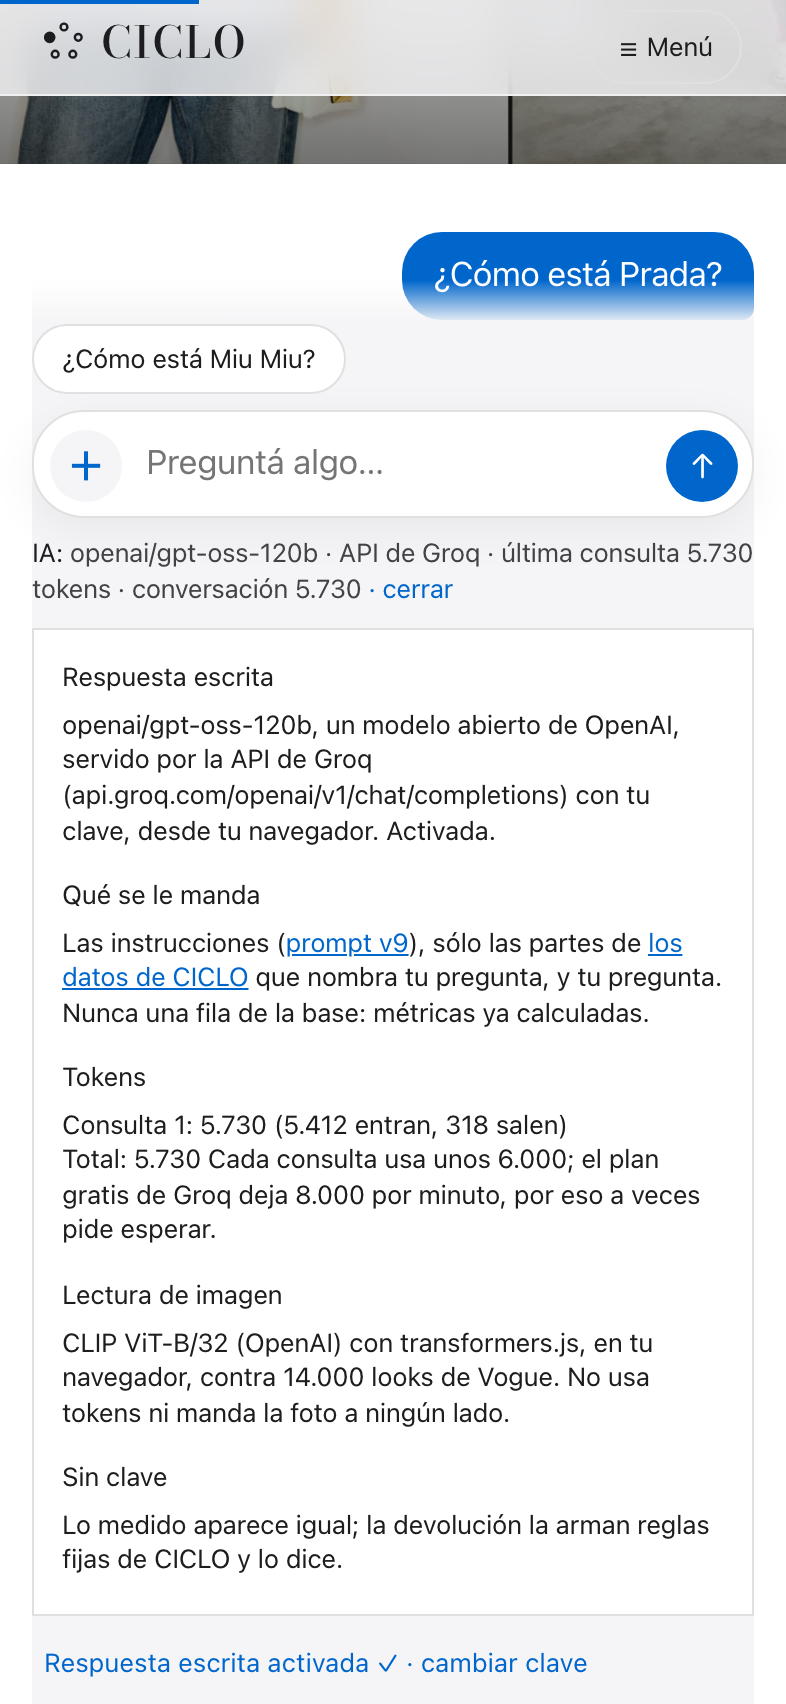 CICLO
≡ Menú
¿Cómo está Prada?
¿Cómo está Miu Miu?
+ Preguntá algo...
IA: openai/gpt-oss-120b · API de Groq · última consulta 5.730
tokens · conversación 5.730 · cerrar
Respuesta escrita
openai/gpt-oss-120b, un modelo abierto de OpenAI,
servido por la API de Groq
(api.groq.com/openai/v1/chat/completions) con tu
clave, desde tu navegador. Activada.
Qué se le manda
Las instrucciones (prompt v9), sólo las partes de los
datos de CICLO que nombra tu pregunta, y tu pregunta.
Nunca una fila de la base: métricas ya calculadas.
Tokens
Consulta 1: 5.730 (5.412 entran, 318 salen)
Total: 5.730 Cada consulta usa unos 6.000; el plan
gratis de Groq deja 8.000 por minuto, por eso a veces
pide esperar.
Lectura de imagen
CLIP ViT-B/32 (OpenAI) con transformers.js, en tu
navegador, contra 14.000 looks de Vogue. No usa
tokens ni manda la foto a ningún lado.
Sin clave
Lo medido aparece igual; la devolución la arman reglas
fijas de CICLO y lo dice.
Respuesta escrita activada ✓ · cambiar clave